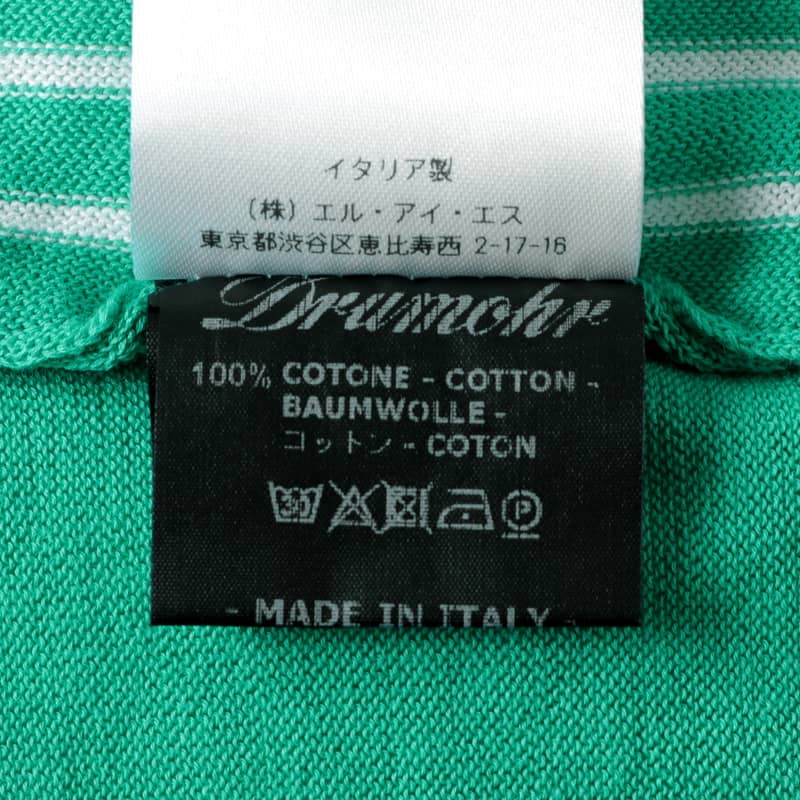 イタリア製
（株）エル・アイ・エス
東京都渋谷区恵比寿西 2-17-16
Drumohr
100% COTONE - COTTON -
BAUMWOLLE -
コットン - COTON
30 P
- MADE IN ITALY -